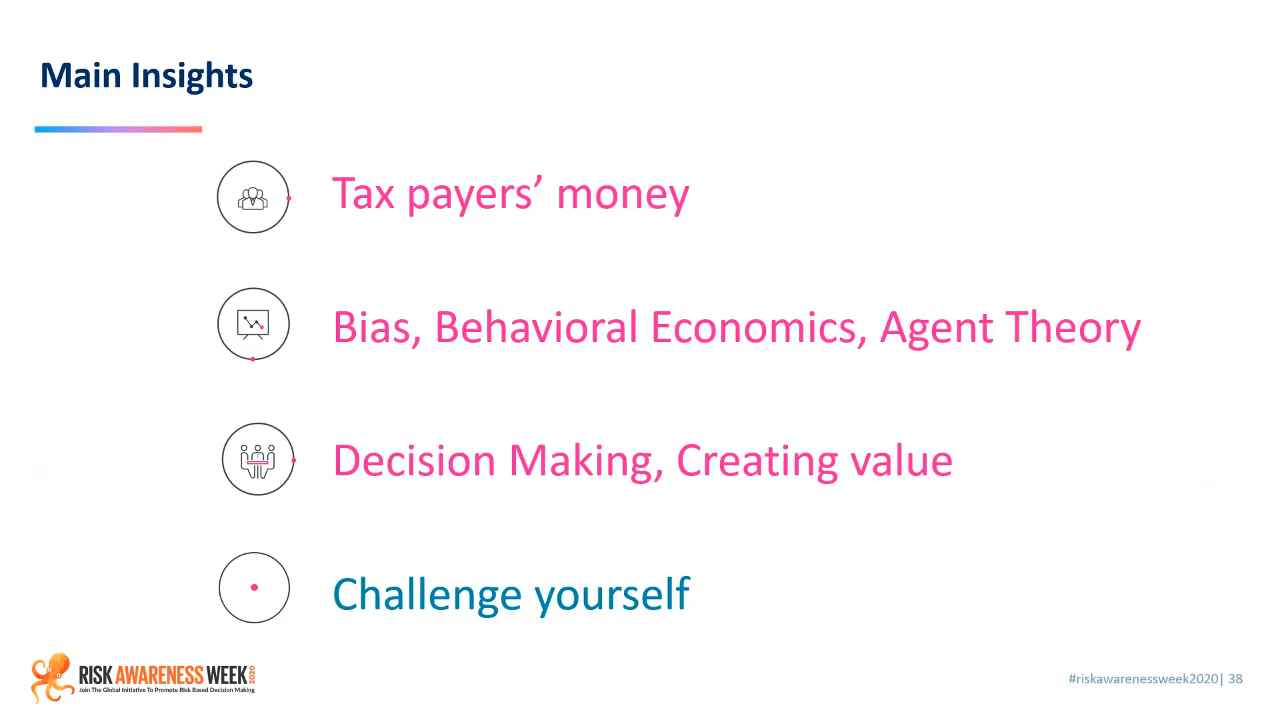 Main Insights
Tax payers’ money
Bias, Behavioral Economics, Agent Theory
Decision Making, Creating value
Challenge yourself
RISK AWARENESS WEEK 2020
Join The Global Initiative To Promote Risk Based Decision Making
#riskawarenessweek2020| 38